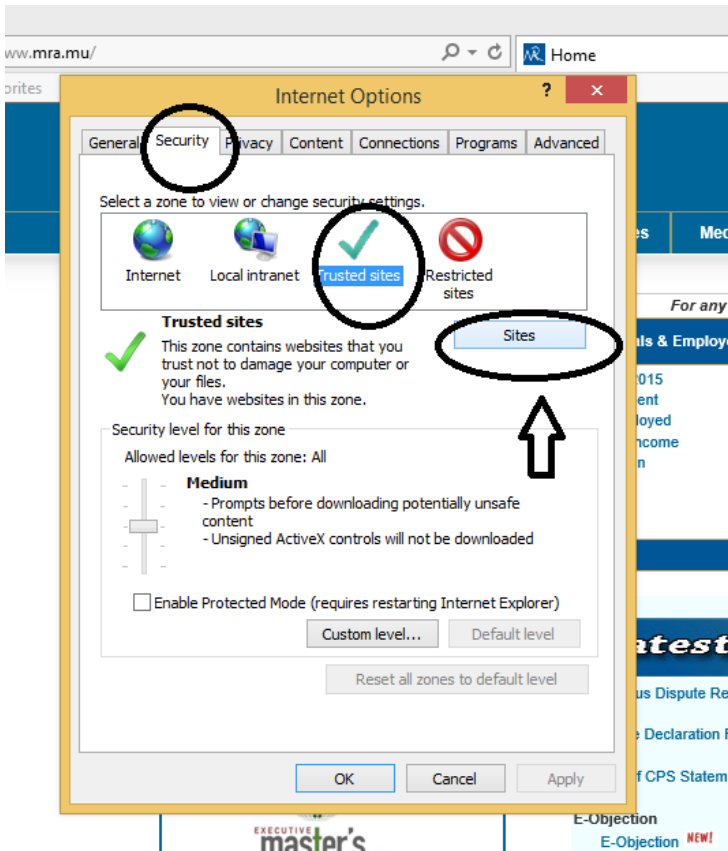 ww.mra.mu/
Home
orites
Internet Options
?
General Security Privacy Content Connections Programs Advanced
Select a zone to view or change security settings.
Internet
Local intranet
Trusted sites
Restricted
sites
Trusted sites
Sites
This zone contains websites that you
trust not to damage your computer or
your files.
You have websites in this zone.
Security level for this zone
Allowed levels for this zone: All
Medium
- Prompts before downloading potentially unsafe
content
- Unsigned ActiveX controls will not be downloaded
Enable Protected Mode (requires restarting Internet Explorer)
Custom level...
Default level
Reset all zones to default level
OK
Cancel
Apply
es
Med
For any
als & Employe
2015
ent
loyed
ncome
n
atest
us Dispute Re
e Declaration F
f CPS Statem
E-Objection
E-Objection NEW!
EXECUTIVE
master's